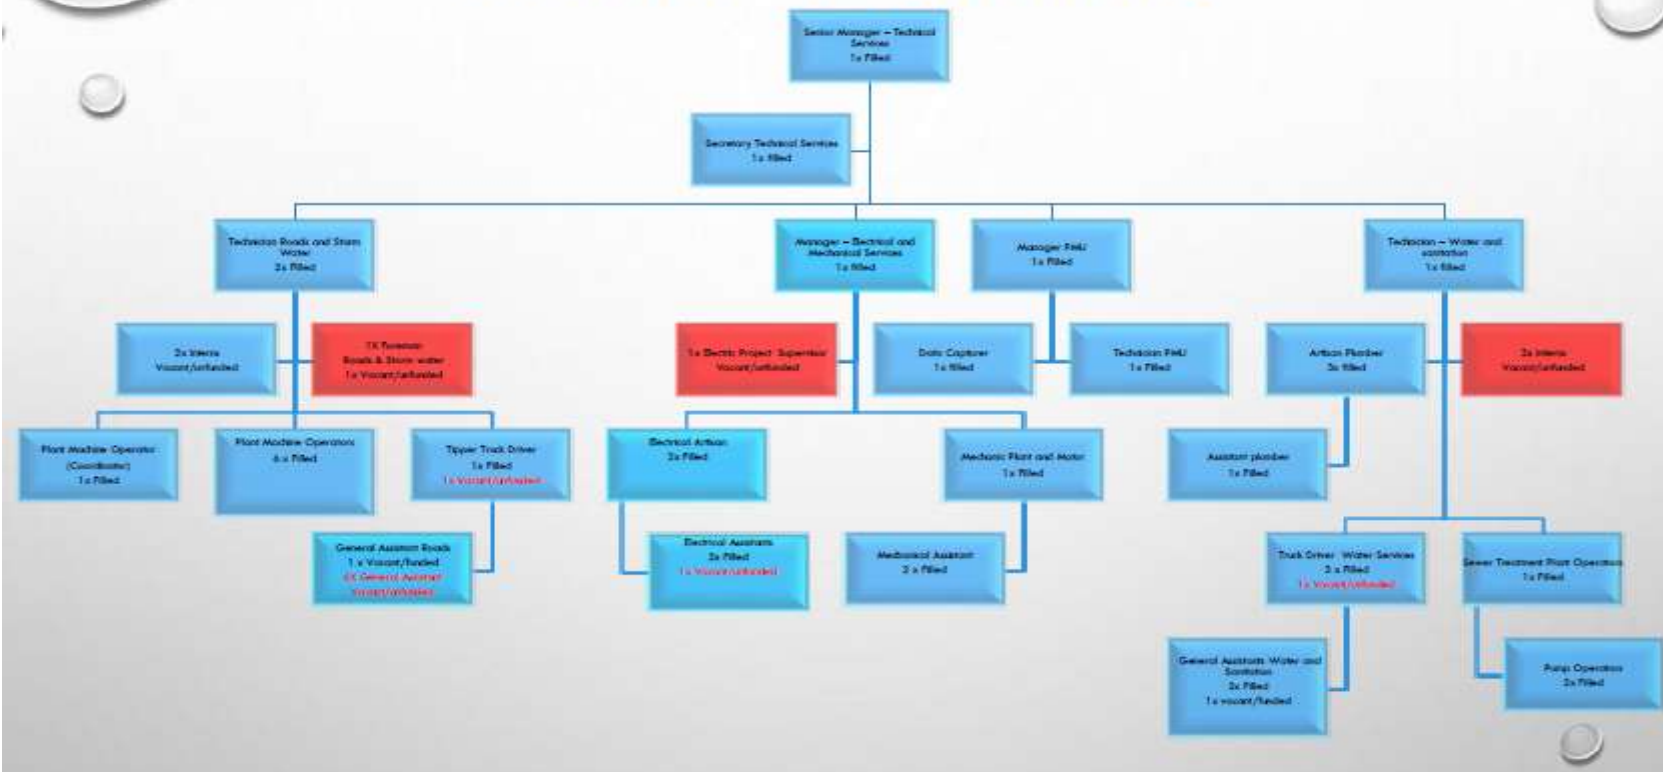 Senior Manager – Technical
Services
1x Filled
Secretary Technical Services
1x filled
Technician Roads and Storm
Water
2x Filled
Manager – Electrical and
Mechanical Services
1x filled
Manager PMU
1x Filled
Technician – Water and
sanitation
1x filled
2x Interns
Vacant/unfunded
1X Foreman
Roads & Storm water
1x Vacant/unfunded
1x Electric Project Supervisor
Vacant/unfunded
Data Capturer
1x filled
Technician PMU
1x Filled
Artisan Plumber
3x filled
2x Interns
Vacant/unfunded
Plant Machine Operator
(Coordinator)
1x Filled
Plant Machine Operators
6 x Filled
Tipper Truck Driver
1x Filled
1x Vacant/unfunded
Electrical Artisan
2x Filled
Mechanic Plant and Motor
1x Filled
Assistant plumber
1x Filled
General Assistant Roads
1 x Vacant/funded
General Assistant
Vacant/unfunded
Electrical Assistants
2x Filled
1x Vacant/unfunded
Mechanical Assistant
2 x Filled
Truck Driver Water Services
2 x Filled
1x Vacant/unfunded
Sewer Treatment Plant Operators
1x Filled
General Assistants Water and
Sanitation
2x Filled
1x vacant/funded
Pump Operators
2x Filled